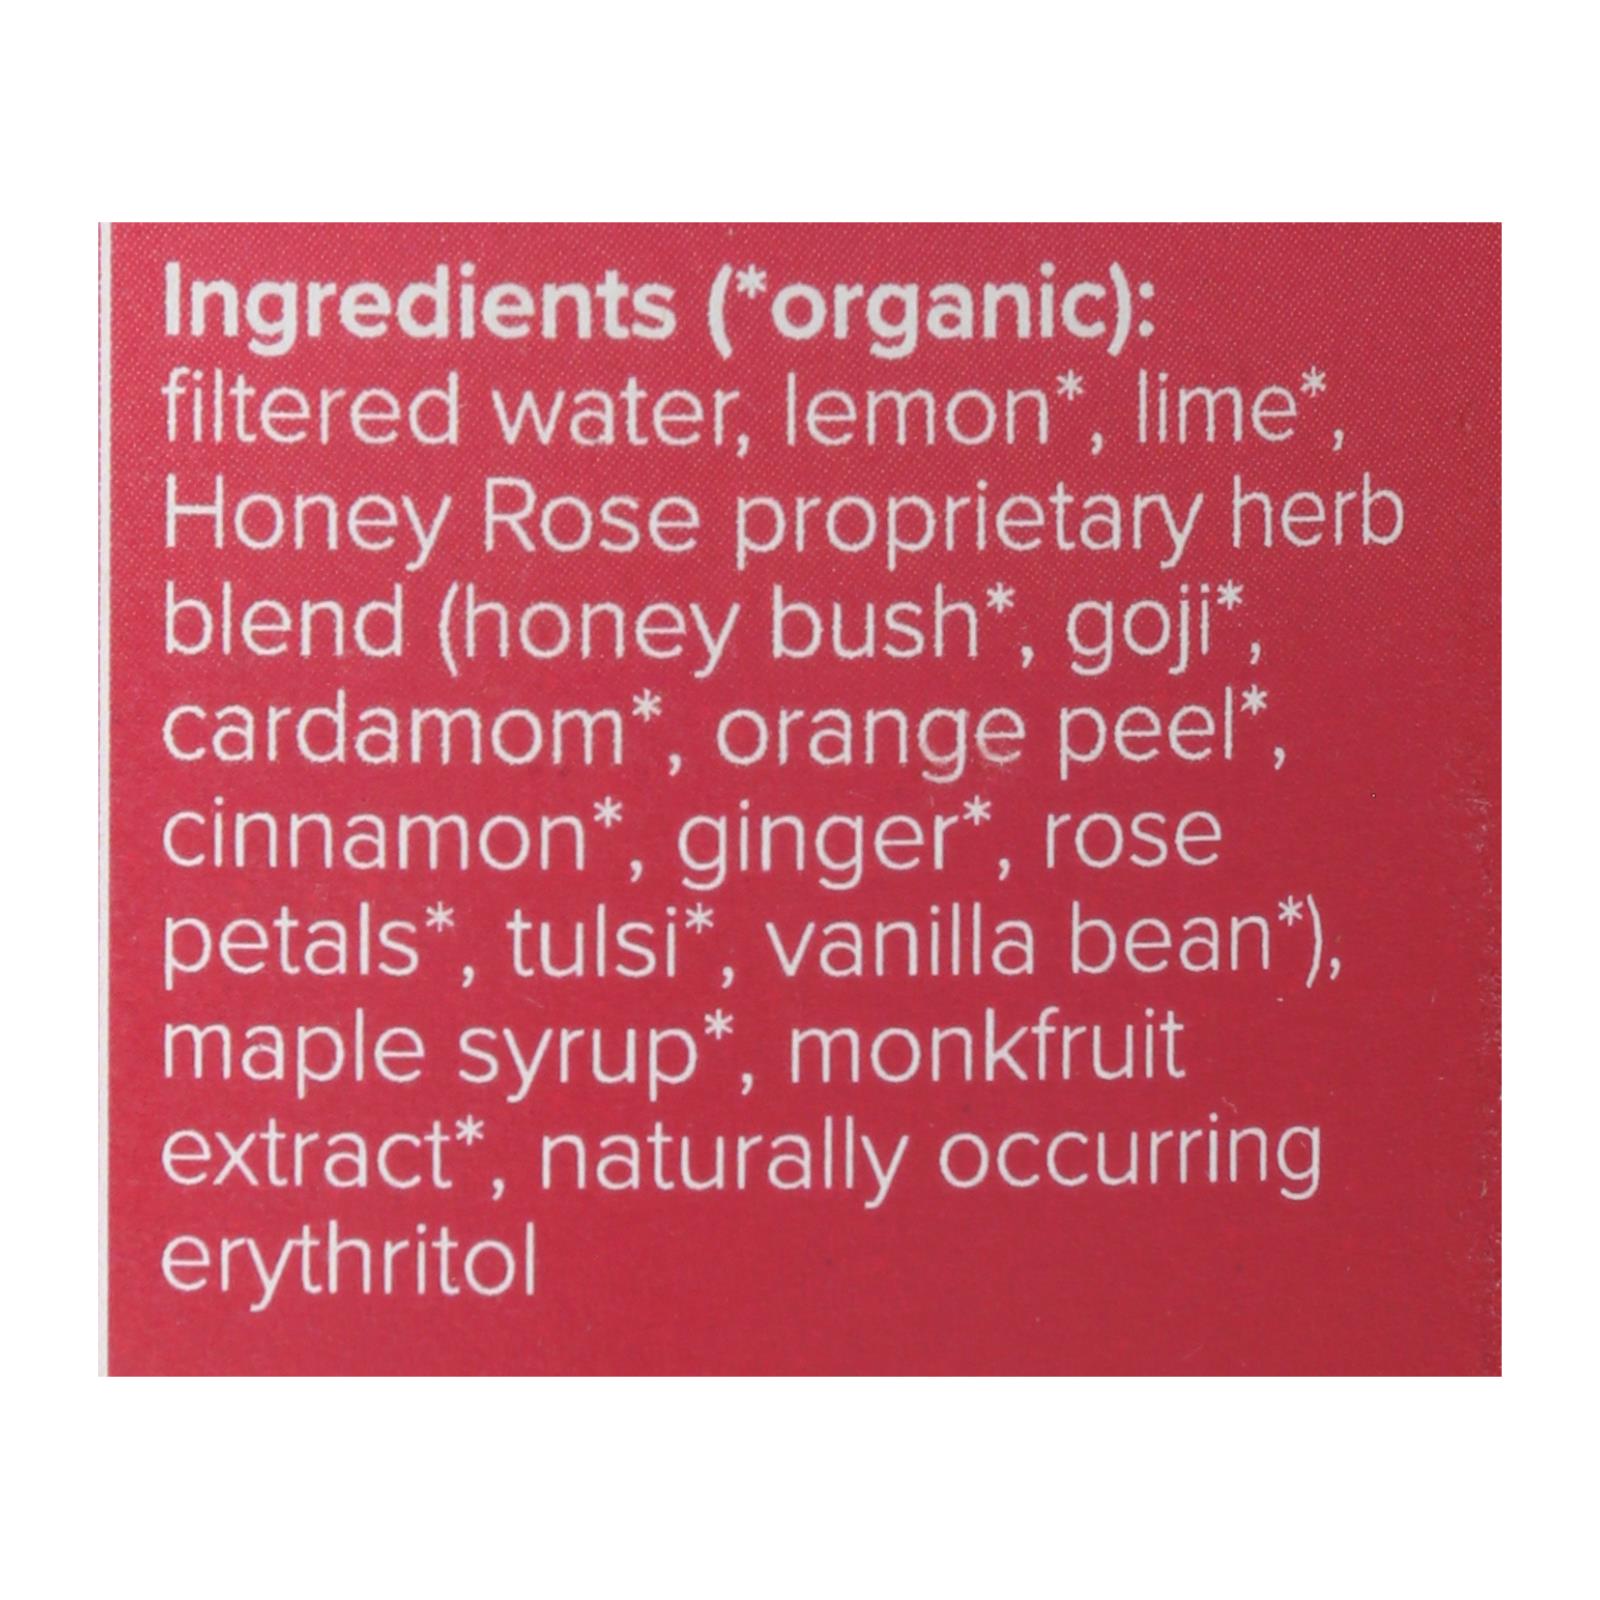 Ingredients (*organic):
filtered water, lemon*, lime*,
Honey Rose proprietary herb
blend (honey bush*, goji*,
cardamom*, orange peel*,
cinnamon*, ginger*, rose
petals*, tulsi*, vanilla bean*),
maple syrup*, monkfruit
extract*, naturally occurring
erythritol